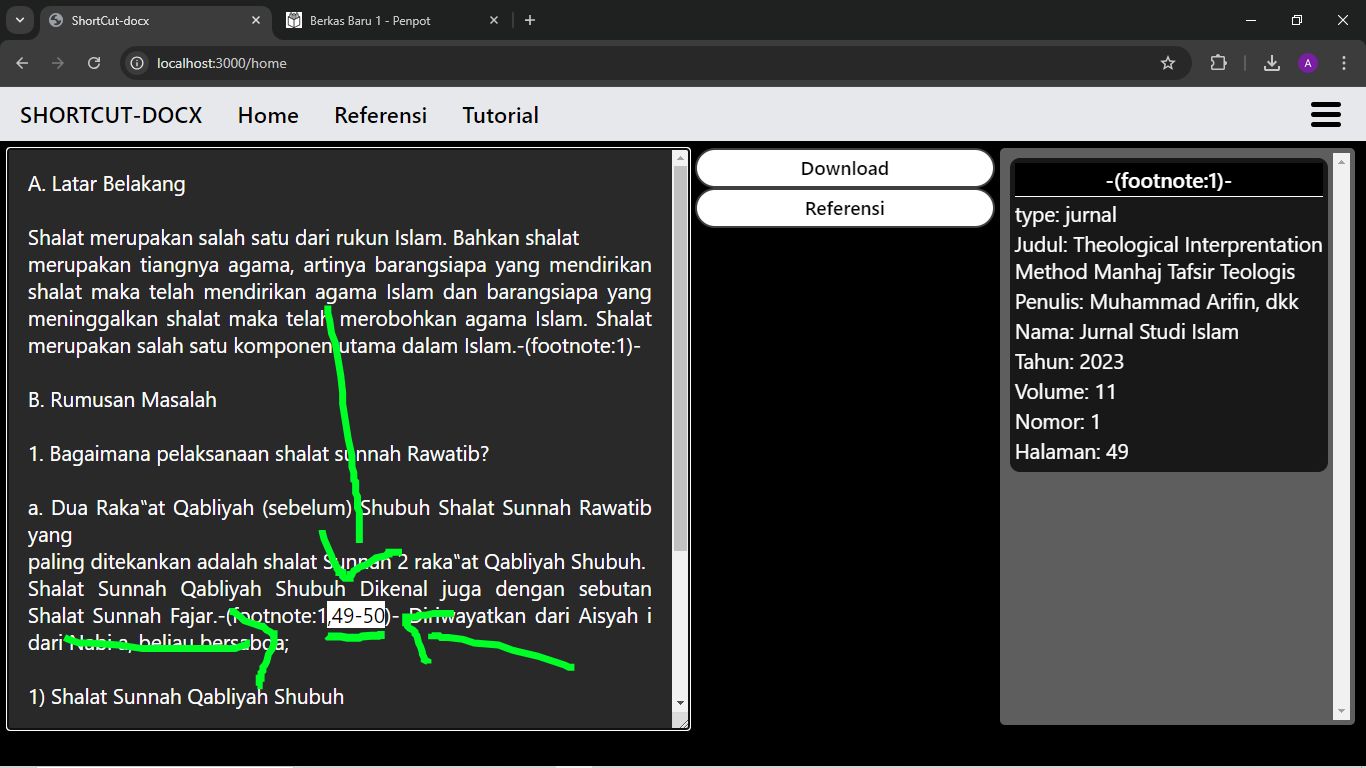 ShortCut-docx
Berkas Baru 1 - Penpot
localhost:3000/home
A
SHORTCUT-DOCX
Home
Referensi
Tutorial
A. Latar Belakang
Shalat merupakan salah satu dari rukun Islam. Bahkan shalat
merupakan tiangnya agama, artinya barangsiapa yang mendirikan
shalat maka telah mendirikan agama Islam dan barangsiapa yang
meninggalkan shalat maka telah merobohkan agama Islam. Shalat
merupakan salah satu komponen utama dalam Islam.-(footnote:1)-
B. Rumusan Masalah
1. Bagaimana pelaksanaan shalat sunnah Rawatib?
a. Dua Raka‟at Qabliyah (sebelum) Shubuh Shalat Sunnah Rawatib
yang
paling ditekankan adalah shalat Sunnah 2 raka‟at Qabliyah Shubuh.
Shalat Sunnah Qabliyah Shubuh Dikenal juga dengan sebutan
Shalat Sunnah Fajar.-(footnote:1,49-50)- Diriwayatkan dari Aisyah i
dari Nabi a, beliau bersabda;
1) Shalat Sunnah Qabliyah Shubuh
Download
Referensi
-(footnote:1)-
type: jurnal
Judul: Theological Interprentation
Method Manhaj Tafsir Teologis
Penulis: Muhammad Arifin, dkk
Nama: Jurnal Studi Islam
Tahun: 2023
Volume: 11
Nomor: 1
Halaman: 49